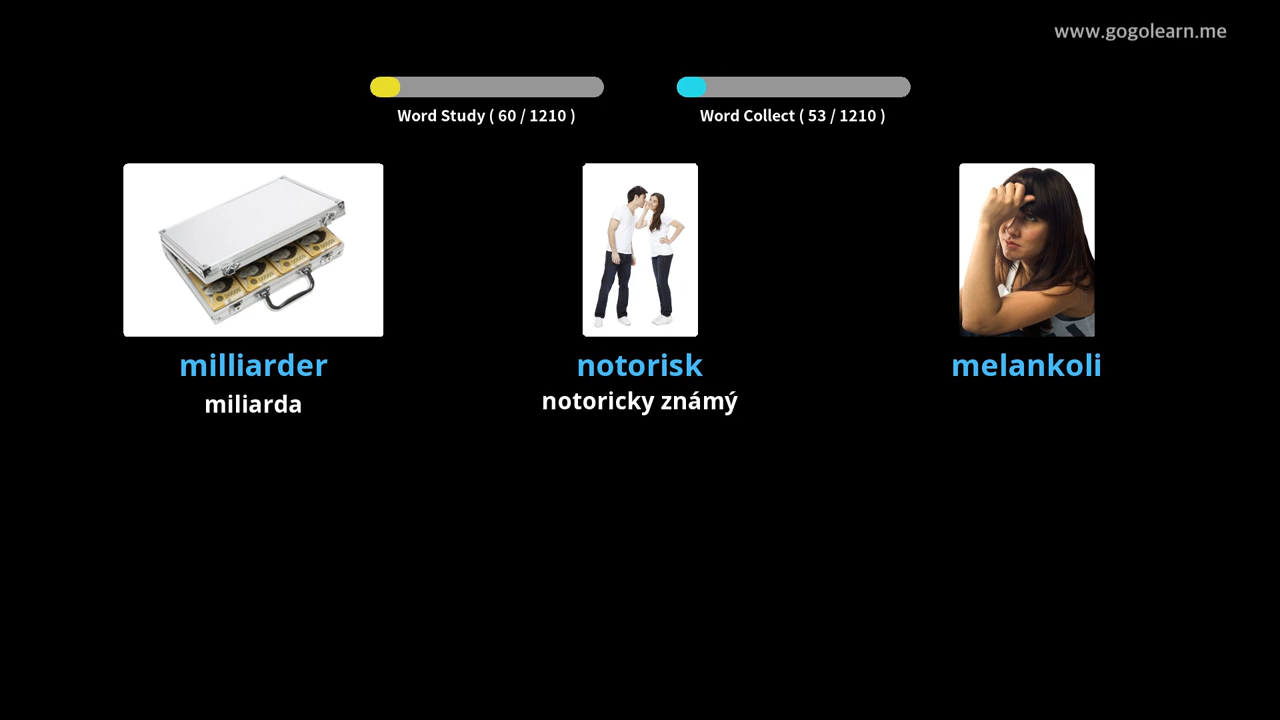 www.gogolearn.me
Word Study ( 60 / 1210 )
Word Collect ( 53 / 1210 )
milliarder
notorisk
melankoli
miliarda
notoricky známý